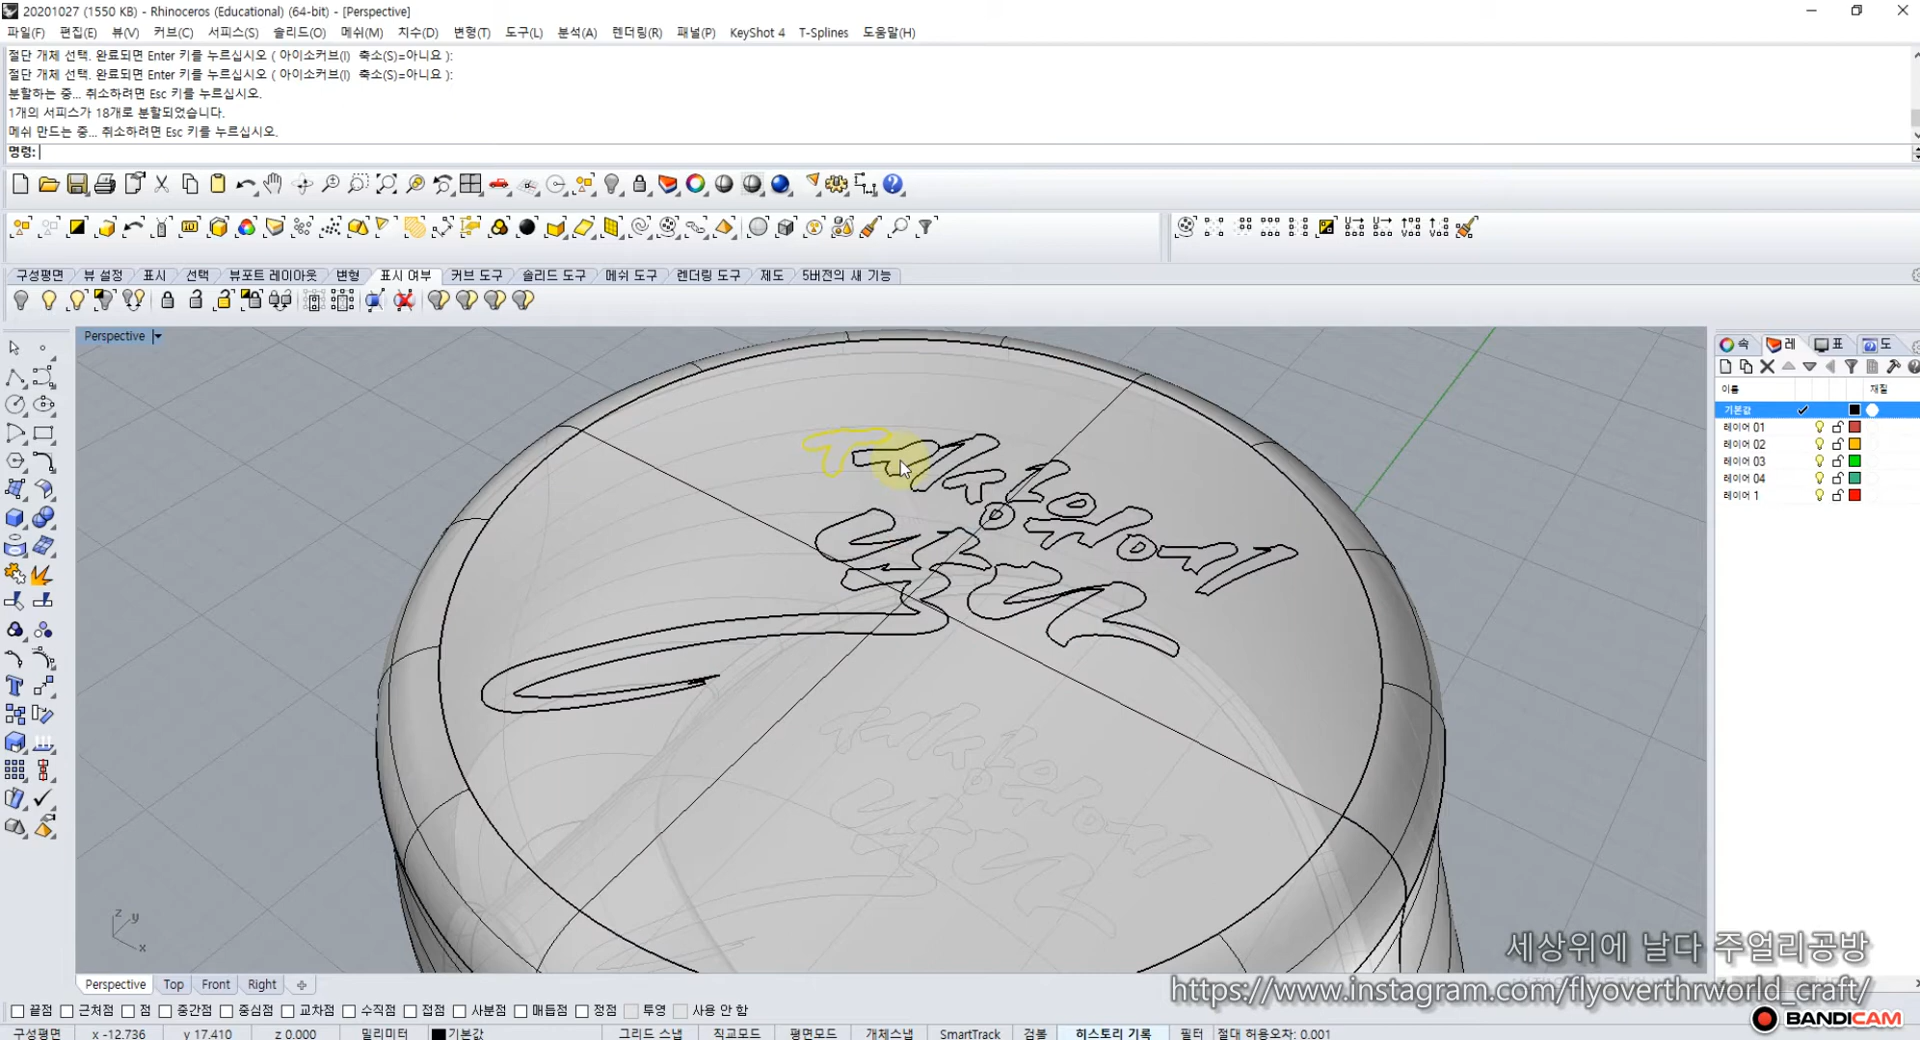 20201027 (1550 KB) - Rhinoceros (Educational) (64-bit) - [Perspective]
파일(F) 편집(E) 뷰(V) 커브(C) 서피스(S) 솔리드(O) 메쉬(M) 치수(D) 변형(T) 도구(L) 분석(A) 렌더링(R) 패널(P) KeyShot 4 T-Splines 도움말(H)
절단 개체 선택. 완료되면 Enter 키를 누르십시오 ( 아이소커브(I) 축소(S)=아니요 ):
절단 개체 선택. 완료되면 Enter 키를 누르십시오 ( 아이소커브(I) 축소(S)=아니요 ):
분할하는 중... 취소하려면 Esc 키를 누르십시오.
1개의 서피스가 18개로 분할되었습니다.
메쉬 만드는 중... 취소하려면 Esc 키를 누르십시오.
명령:
구성평면 뷰 설정 표시 선택 뷰포트 레이아웃 변형 표시 여부 커브 도구 솔리드 도구 메쉬 도구 렌더링 도구 제도 5버전의 새 기능
Perspective
속 레 표 도
이름 재질
기본값
레이어 01
레이어 02
레이어 03
레이어 04
레이어 1
z y x
세상위에 날다 주얼리공방
https://www.instagram.com/flyoverthrworld_craft/
BANDICAM
Perspective Top Front Right
끝점 근처점 점 중간점 중심점 교차점 수직점 접점 사분점 매듭점 정점 투영 사용 안 함
구성평면 x -12.736 y 17.410 z 0.000 밀리미터 기본값 그리드 스냅 직교모드 평면모드 개체스냅 SmartTrack 검볼 히스토리 기록 필터 절대 허용오차: 0.001